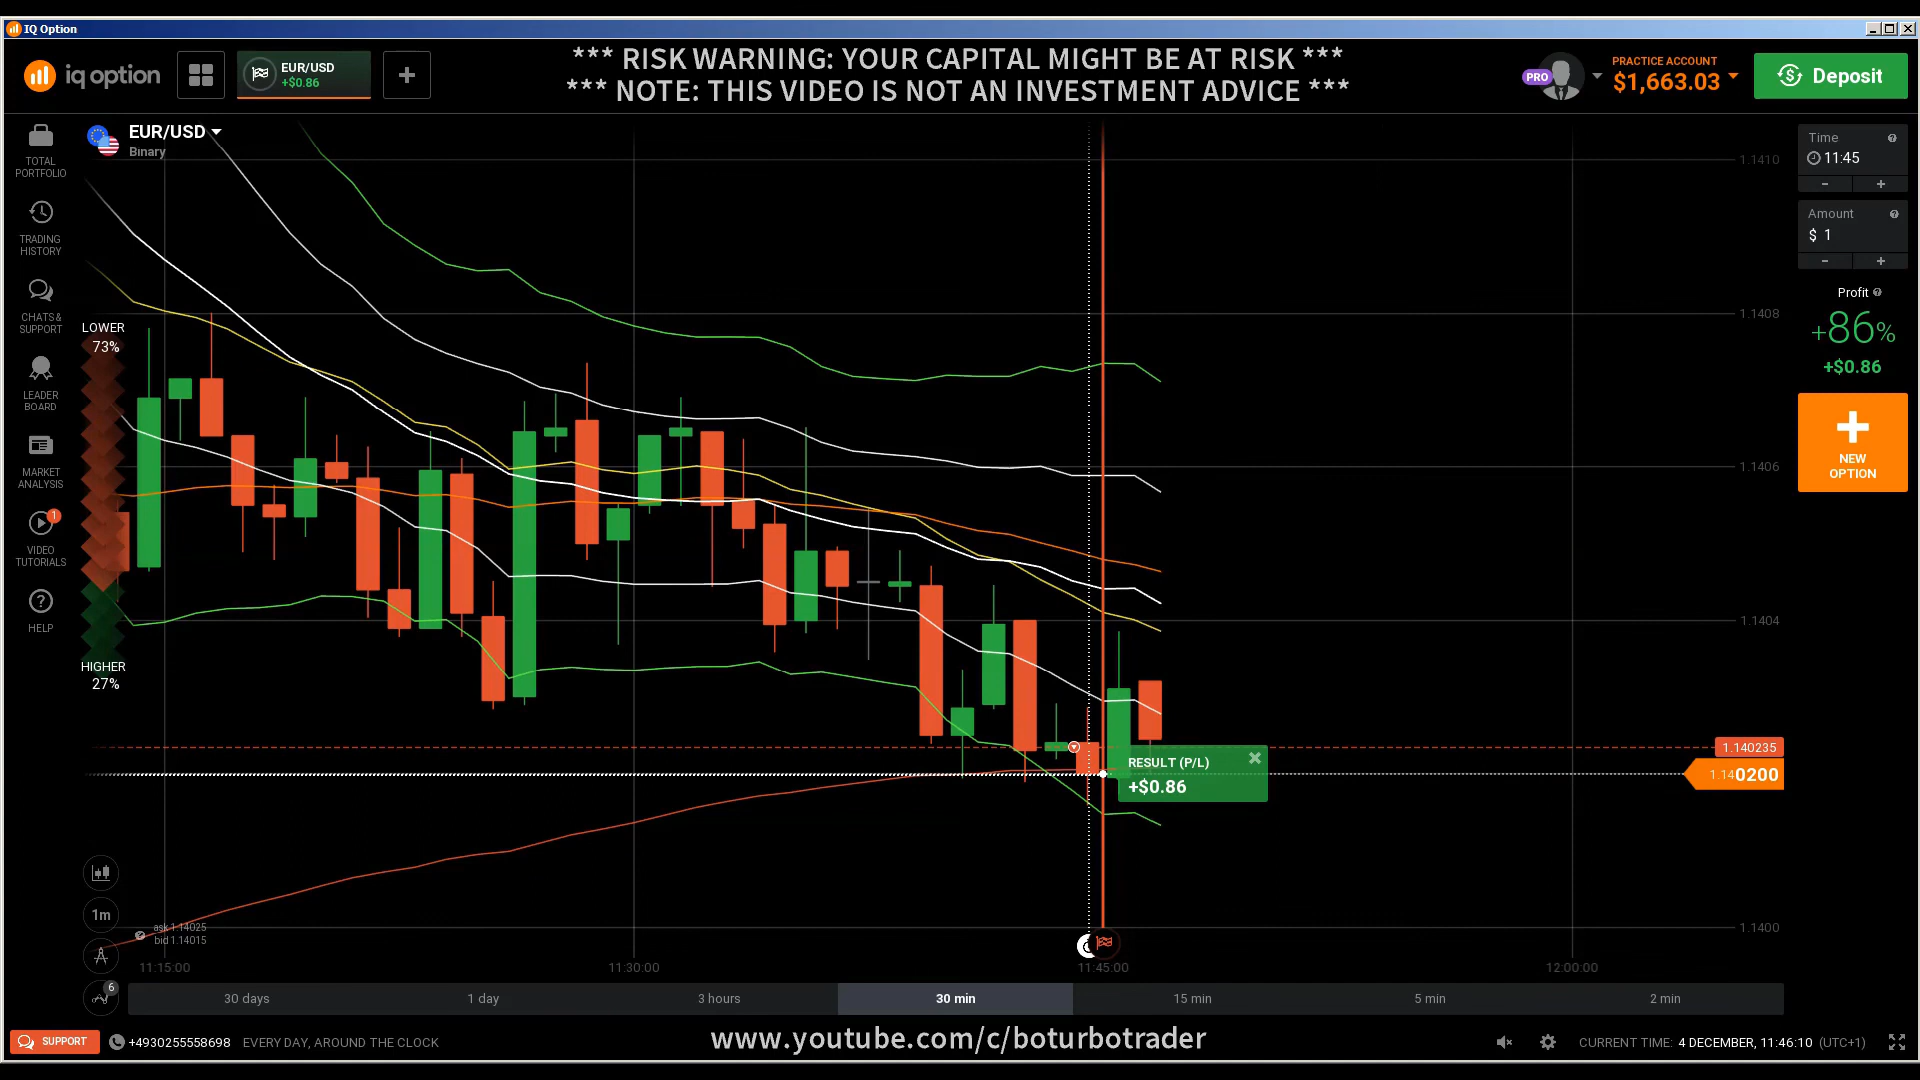 IQ Option
iq option
EUR/USD
+$0.86
*** RISK WARNING: YOUR CAPITAL MIGHT BE AT RISK ***
*** NOTE: THIS VIDEO IS NOT AN INVESTMENT ADVICE ***
PRO
PRACTICE ACCOUNT
$1,663.03
Deposit
EUR/USD
Binary
TOTAL
PORTFOLIO
TRADING
HISTORY
CHATS &
SUPPORT
LEADER
BOARD
MARKET
ANALYSIS
1
VIDEO
TUTORIALS
HELP
LOWER
73%
HIGHER
27%
1.1410
1.1408
1.1406
1.1404
1.140235
1.140200
1.1400
RESULT (P/L)
+$0.86
Time
11:45
- +
Amount
$ 1
- +
Profit
+86%
+$0.86
NEW
OPTION
1m
6
ask 1.14025
bid 1.14015
11:15:00
11:30:00
11:45:00
12:00:00
30 days
1 day
3 hours
30 min
15 min
5 min
2 min
SUPPORT
+4930255558698 EVERY DAY, AROUND THE CLOCK
www.youtube.com/c/boturbotrader
CURRENT TIME: 4 DECEMBER, 11:46:10 (UTC+1)